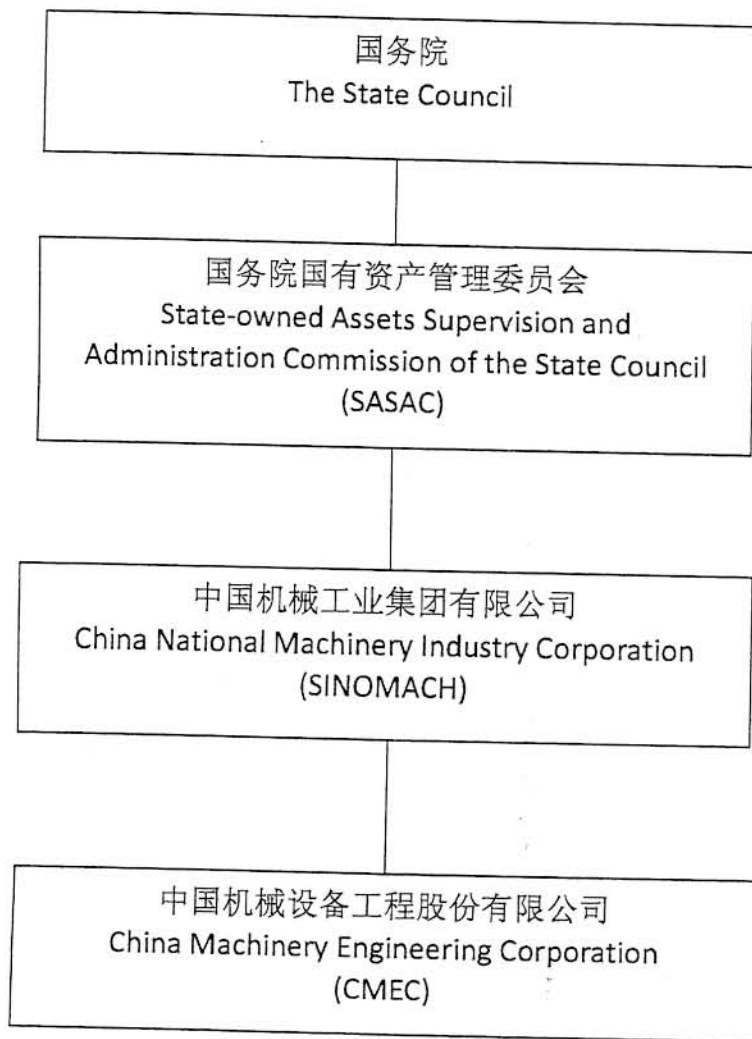 国务院
The State Council
国务院国有资产管理委员会
State-owned Assets Supervision and
Administration Commission of the State Council
(SASAC)
中国机械工业集团有限公司
China National Machinery Industry Corporation
(SINOMACH)
中国机械设备工程股份有限公司
China Machinery Engineering Corporation
(CMEC)